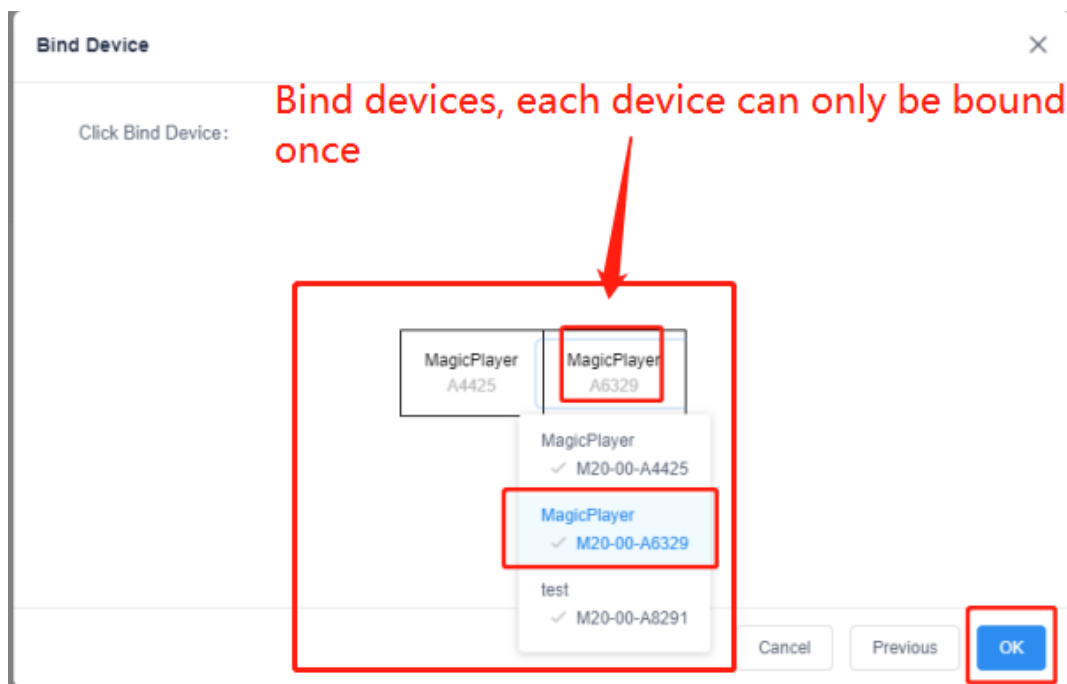 Bind Device
Bind devices, each device can only be bound
Click Bind Device:
once
MagicPlayer
A4425
MagicPlayer
A6329
MagicPlayer
M20-00-A4425
MagicPlayer
M20-00-A6329
test
M20-00-A8291
Cancel
Previous
OK